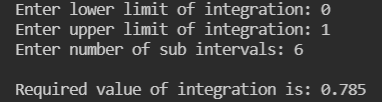 Enter lower limit of integration: 0
Enter upper limit of integration: 1
Enter number of sub intervals: 6
Required value of integration is: 0.785